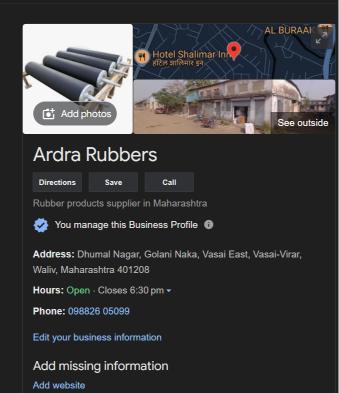 AL BURAAI
Hotel Shalimar Inn
हॉटेल शालिमार इन
Add photos
See outside
Ardra Rubbers
Directions Save Call
Rubber products supplier in Maharashtra
You manage this Business Profile
Address: Dhumal Nagar, Golani Naka, Vasai East, Vasai-Virar,
Waliv, Maharashtra 401208
Hours: Open · Closes 6:30 pm
Phone: 098826 05099
Edit your business information
Add missing information
Add website